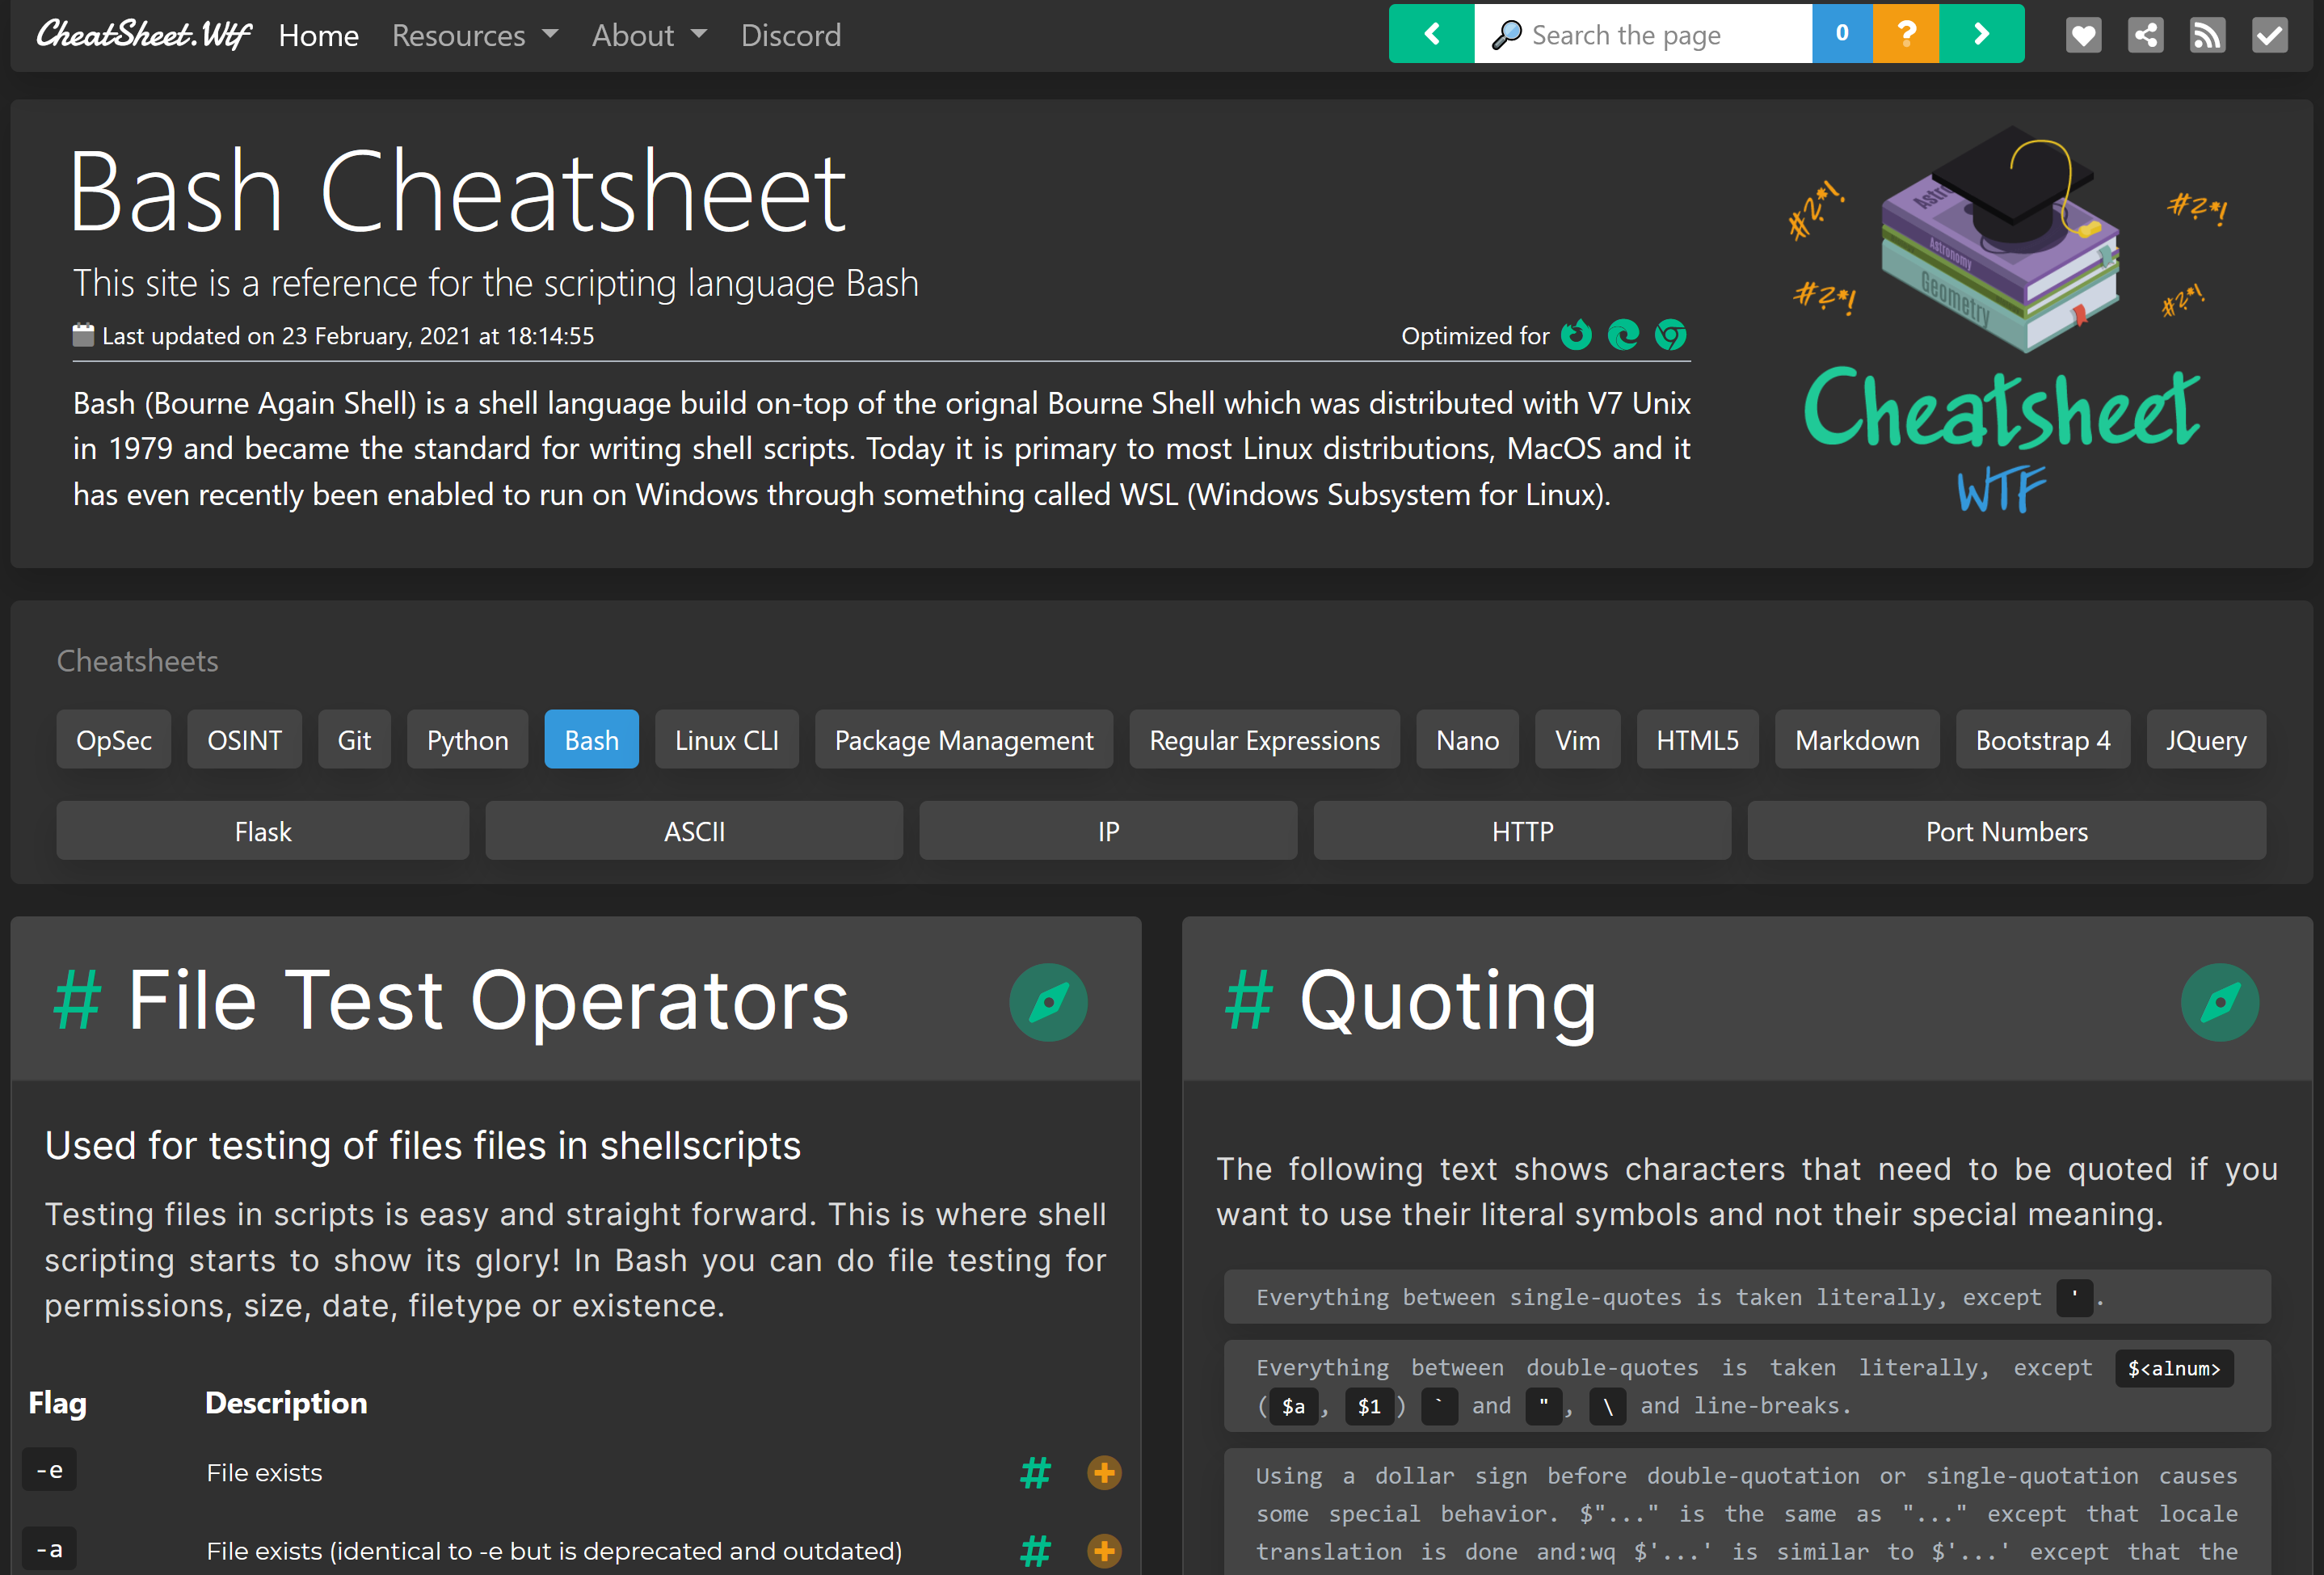 CheatSheet.Wtf Home Resources About Discord Search the page 0 ?
Bash Cheatsheet
This site is a reference for the scripting language Bash
Last updated on 23 February, 2021 at 18:14:55 Optimized for
Bash (Bourne Again Shell) is a shell language build on-top of the orignal Bourne Shell which was distributed with V7 Unix
in 1979 and became the standard for writing shell scripts. Today it is primary to most Linux distributions, MacOS and it
has even recently been enabled to run on Windows through something called WSL (Windows Subsystem for Linux).
#?*!
#?*!
#?*!
#?*!
Astronomy
Geometry
Cheatsheet
WTF
Cheatsheets
OpSec OSINT Git Python Bash Linux CLI Package Management Regular Expressions Nano Vim HTML5 Markdown Bootstrap 4 JQuery
Flask ASCII IP HTTP Port Numbers
# File Test Operators
Used for testing of files files in shellscripts
Testing files in scripts is easy and straight forward. This is where shell
scripting starts to show its glory! In Bash you can do file testing for
permissions, size, date, filetype or existence.
Flag Description
-e File exists #
-a File exists (identical to -e but is deprecated and outdated) #
# Quoting
The following text shows characters that need to be quoted if you
want to use their literal symbols and not their special meaning.
Everything between single-quotes is taken literally, except ' .
Everything between double-quotes is taken literally, except $<alnum>
( $a , $1 ) ` and " , \ and line-breaks.
Using a dollar sign before double-quotation or single-quotation causes
some special behavior. $"..." is the same as "..." except that locale
translation is done and:wq $'...' is similar to $'...' except that the